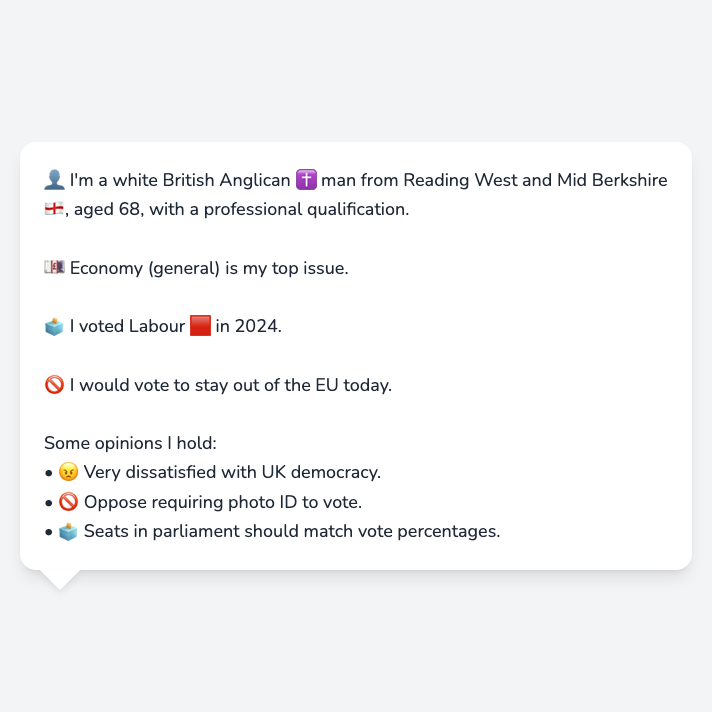 👤 I'm a white British Anglican ✝️ man from Reading West and Mid Berkshire
🏴󠁧󠁢󠁥󠁮󠁧󠁿, aged 68, with a professional qualification.
💷 Economy (general) is my top issue.
🗳️ I voted Labour 🟥 in 2024.
🚫 I would vote to stay out of the EU today.
Some opinions I hold:
• 😠 Very dissatisfied with UK democracy.
• 🚫 Oppose requiring photo ID to vote.
• 🗳️ Seats in parliament should match vote percentages.